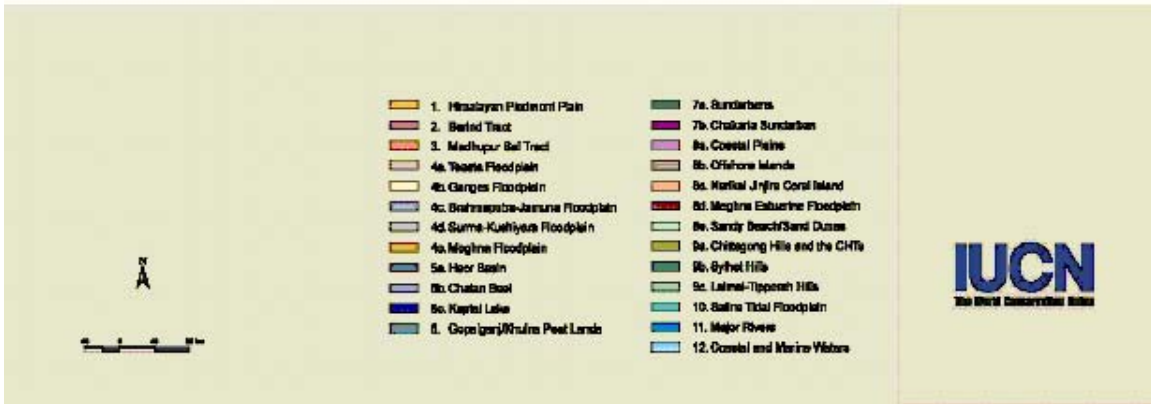 1. Himalayan Piedmont Plain
2. Barind Tract
3. Madhupur Sal Tract
4a. Teesta Floodplain
4b. Ganges Floodplain
4c. Brahmaputra-Jamuna Floodplain
4d. Surma-Kushiyara Floodplain
4e. Meghna Floodplain
5a. Haor Basin
5b. Chalan Beel
5c. Kaptai Lake
6. Gopalganj/Khulna Peat Lands
7a. Sundarbans
7b. Chakaria Sundarban
8a. Coastal Plains
8b. Offshore Islands
8c. Narikel Jinjira Coral Island
8d. Meghna Estuarine Floodplain
8e. Sandy Beach/Sand Dunes
9a. Chittagong Hills and the CHTs
9b. Sylhet Hills
9c. Lalmai-Tipperah Hills
10. Saline Tidal Floodplain
11. Major Rivers
12. Coastal and Marine Waters
N
40 0 40 80 km
IUCN
The World Conservation Union